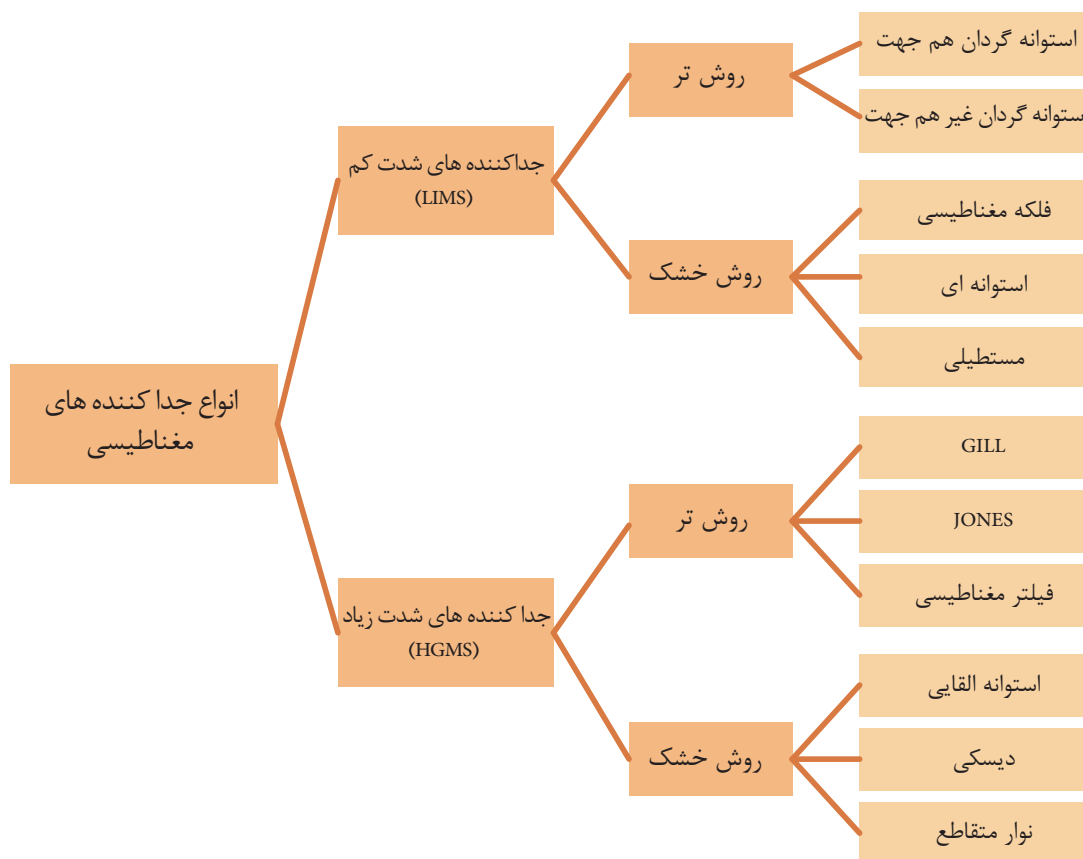 انواع جدا کننده های
مغناطیسی
جداکننده های شدت کم
(LIMS)
روش تر
استوانه گردان هم جهت
ستوانه گردان غیر هم جهت
روش خشک
فلکه مغناطیسی
استوانه ای
مستطیلی
جدا کننده های شدت زیاد
(HGMS)
روش تر
GILL
JONES
فیلتر مغناطیسی
روش خشک
استوانه القایی
دیسکی
نوار متقاطع